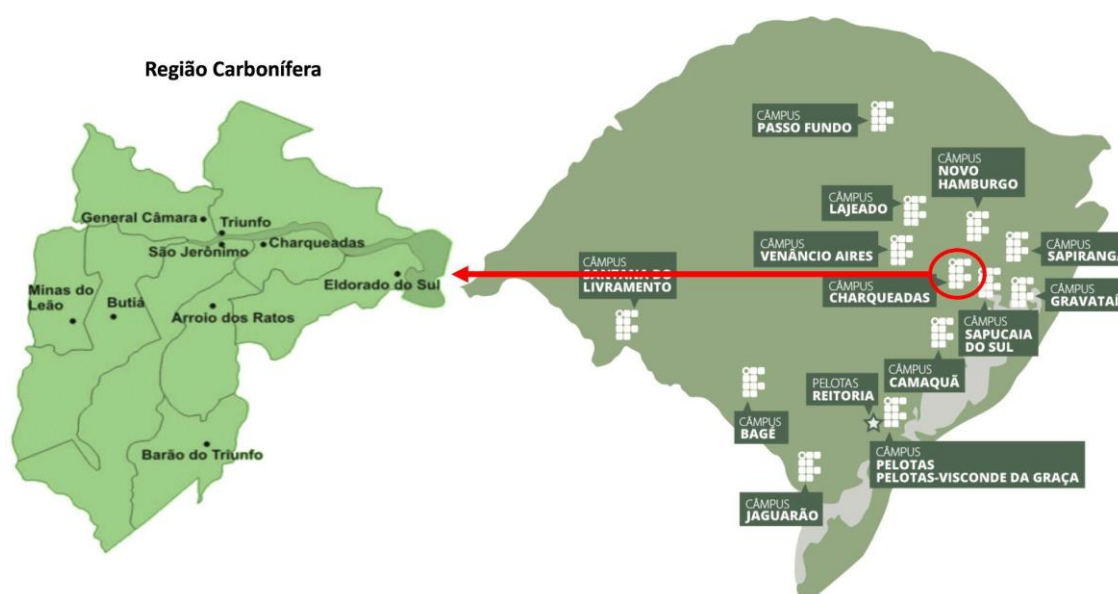 Região Carbonífera
General Câmara
Triunfo
São Jerônimo
Charqueadas
Eldorado do Sul
Minas do
Leão
Butiá
Arroio dos Ratos
Barão do Triunfo
CÂMPUS
PASSO FUNDO
CÂMPUS
NOVO
HAMBURGO
CÂMPUS
LAJEADO
CÂMPUS
VENÂNCIO AIRES
CÂMPUS
SAPIRANGA
CÂMPUS
SANTANA DO
LIVRAMENTO
CÂMPUS
CHARQUEADAS
CÂMPUS
GRAVATAÍ
CÂMPUS
SAPUCAIA
DO SUL
CÂMPUS
CAMAQUÃ
PELOTAS
REITORIA
CÂMPUS
BAGÉ
CÂMPUS
PELOTAS
PELOTAS-VISCONDE DA GRAÇA
CÂMPUS
JAGUARÃO